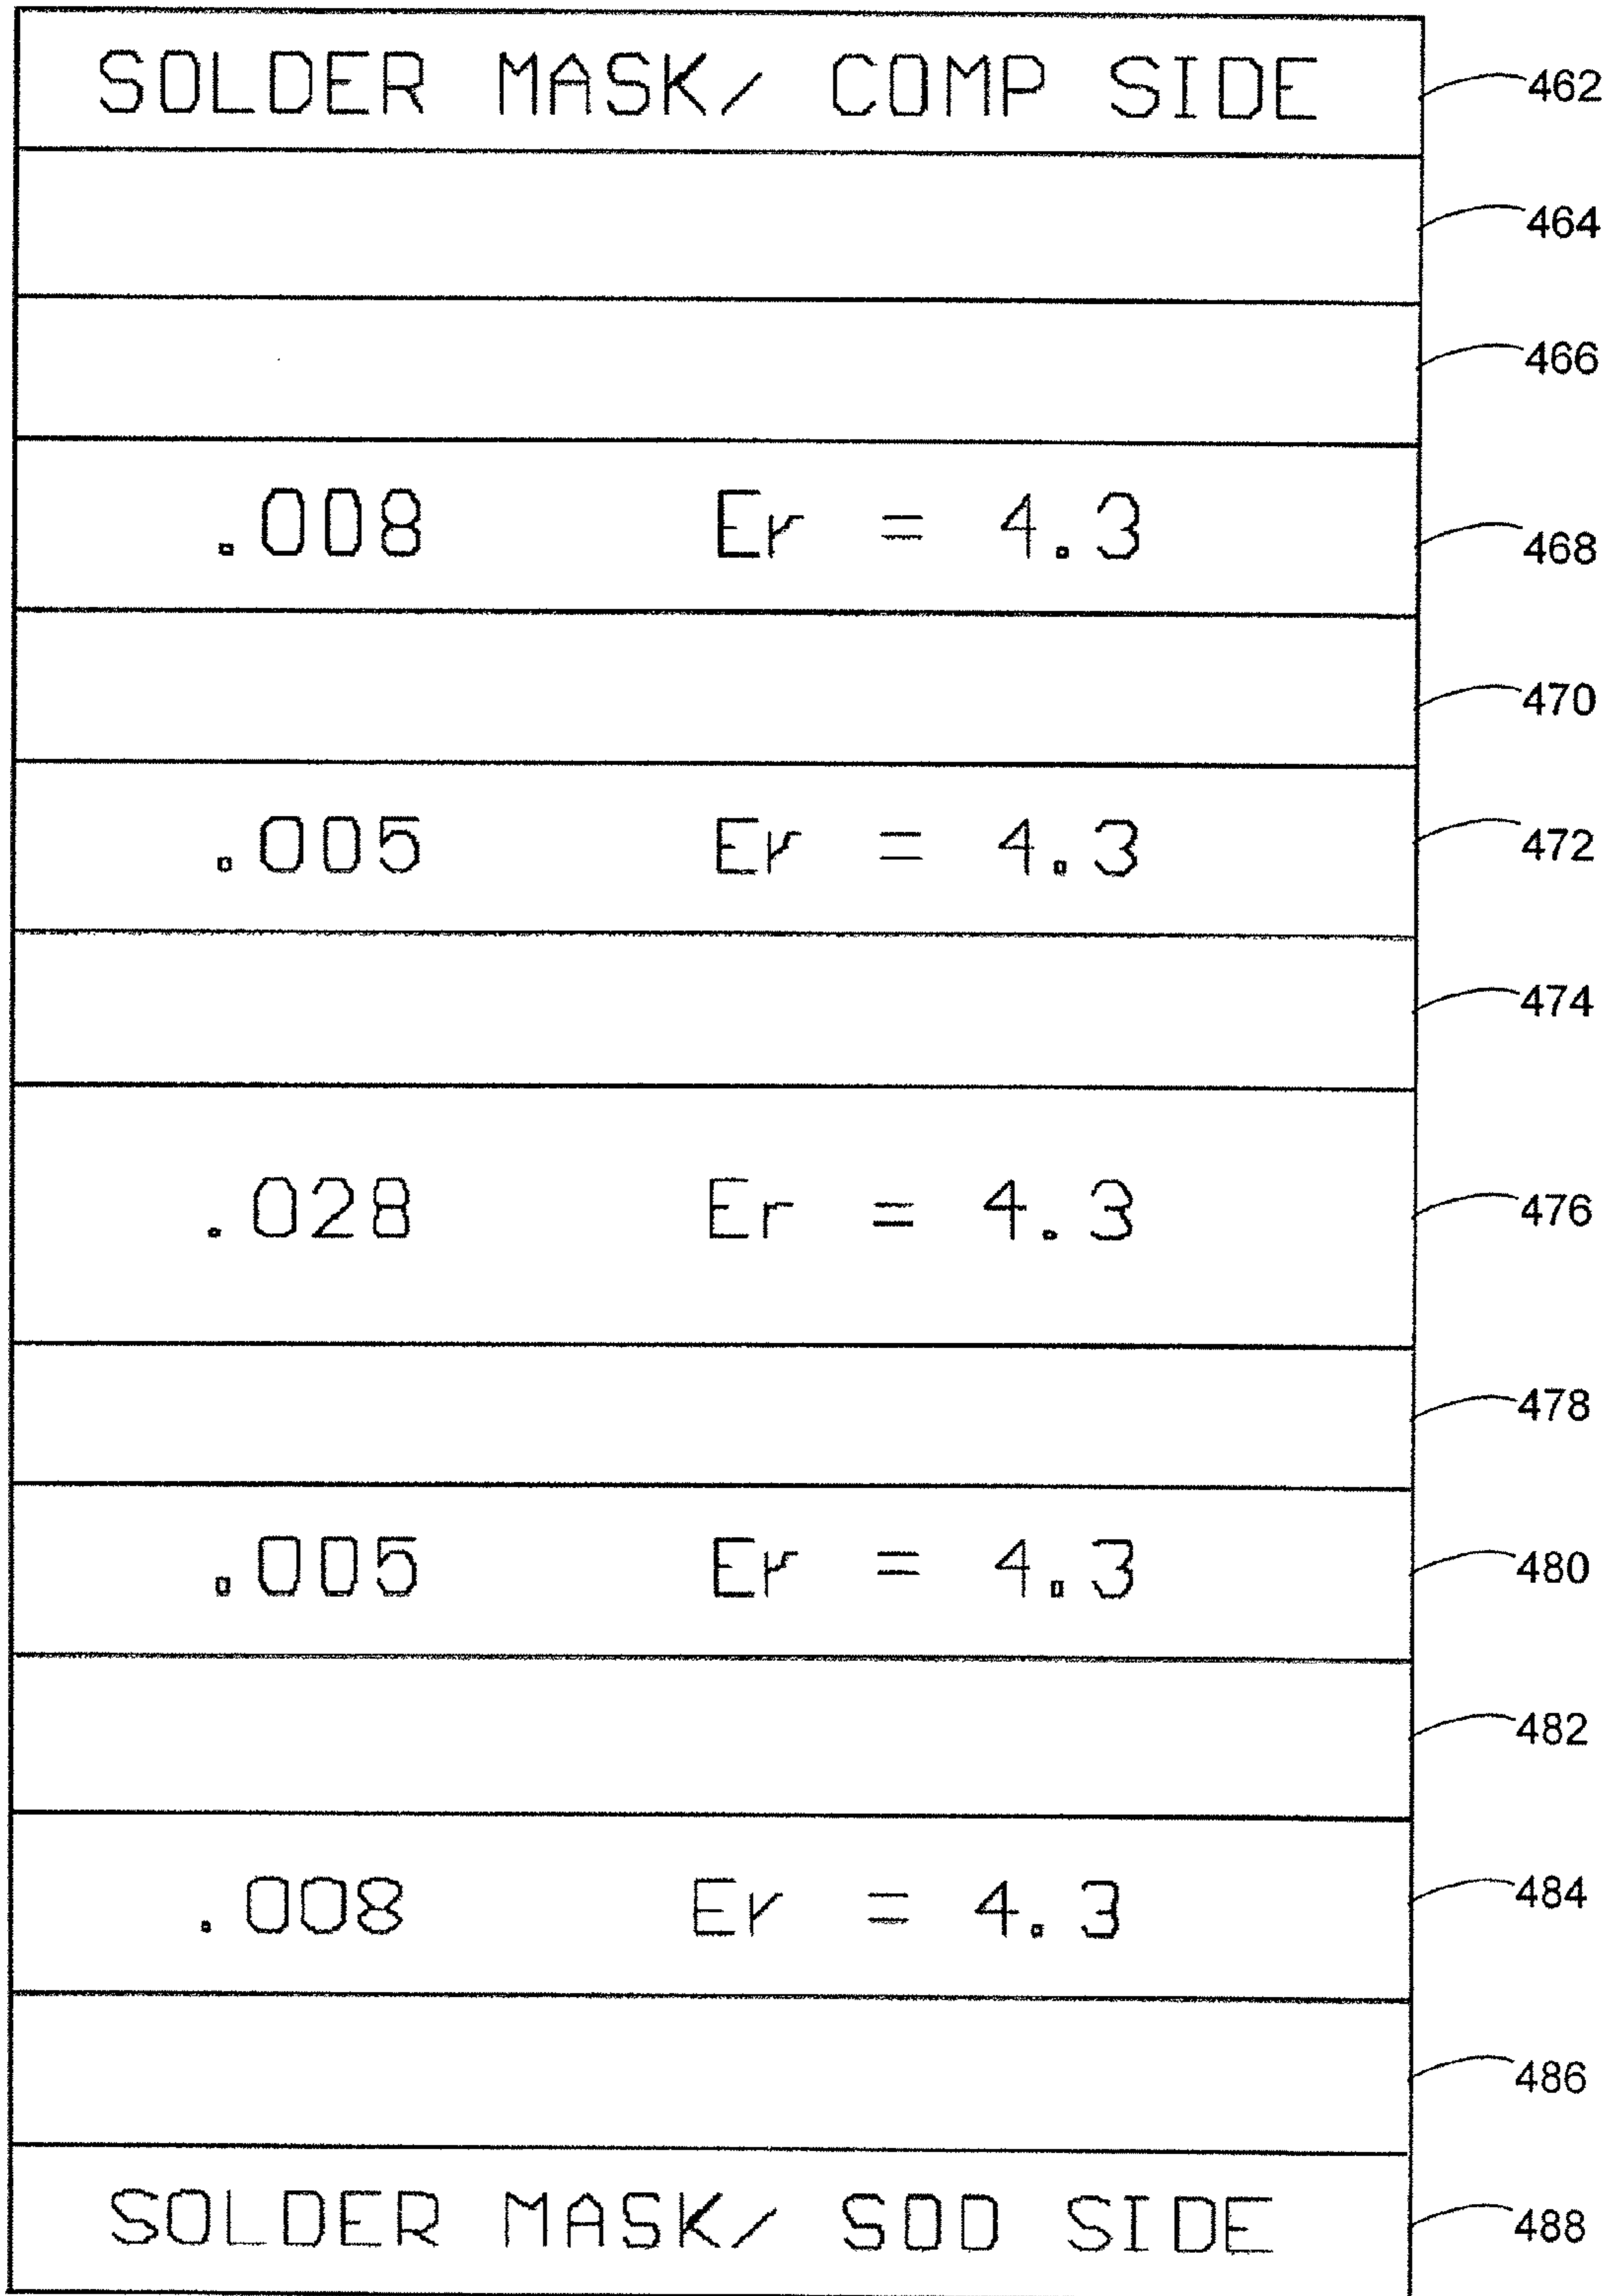 SOLDER MASK/ COMP SIDE 462
464
466
.008 Er = 4.3 468
470
.005 Er = 4.3 472
474
.028 Er = 4.3 476
478
.005 Er = 4.3 480
482
.008 Er = 4.3 484
486
SOLDER MASK/ SOD SIDE 488